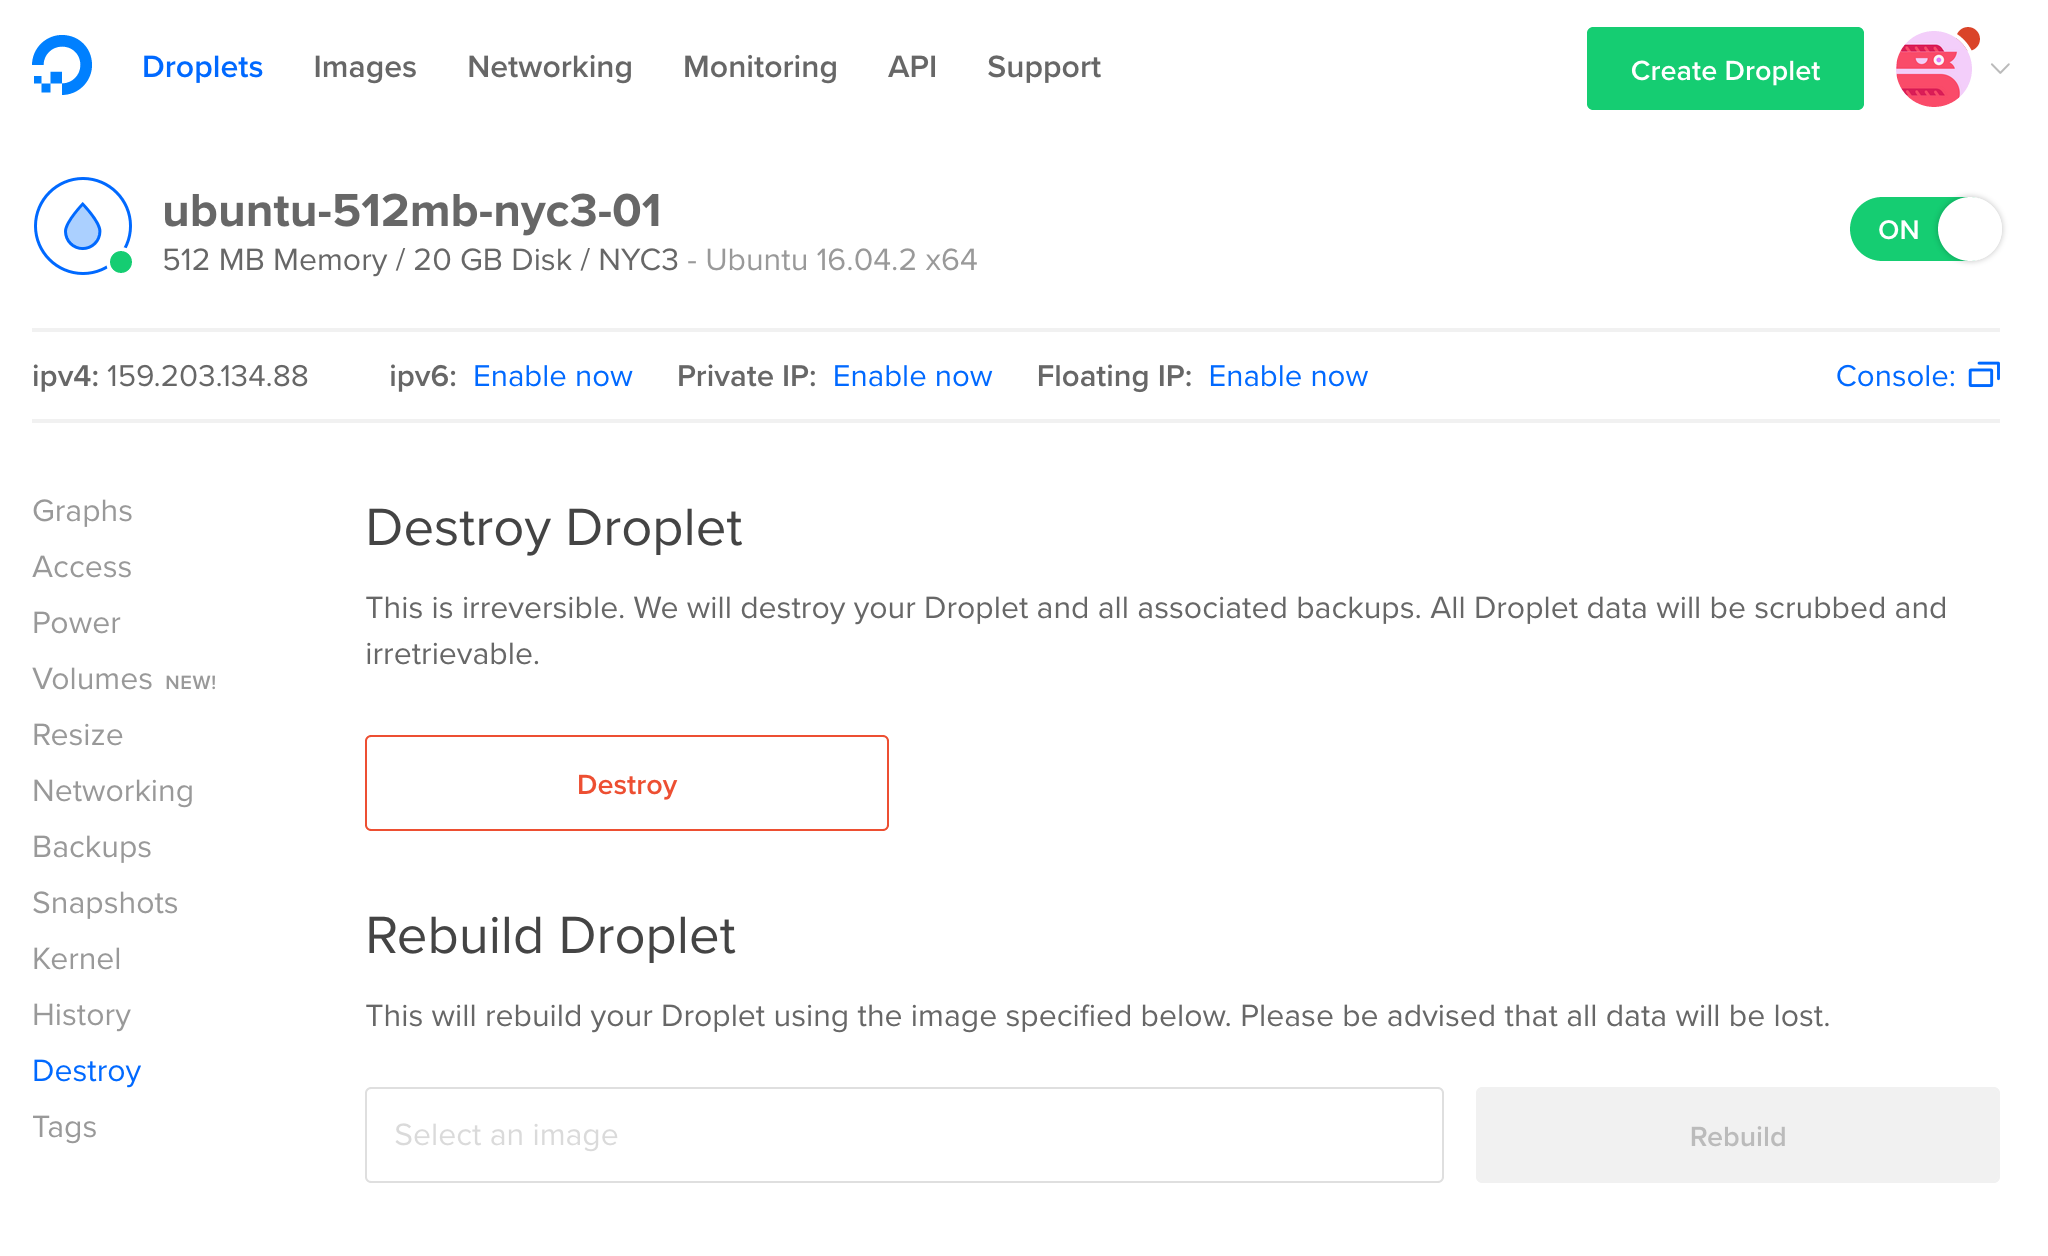 Droplets Images Networking Monitoring API Support Create Droplet
ubuntu-512mb-nyc3-01
512 MB Memory / 20 GB Disk / NYC3 - Ubuntu 16.04.2 x64
ON
ipv4: 159.203.134.88 ipv6: Enable now Private IP: Enable now Floating IP: Enable now Console:
Graphs
Access
Power
Volumes NEW!
Resize
Networking
Backups
Snapshots
Kernel
History
Destroy
Tags
Destroy Droplet
This is irreversible. We will destroy your Droplet and all associated backups. All Droplet data will be scrubbed and
irretrievable.
Destroy
Rebuild Droplet
This will rebuild your Droplet using the image specified below. Please be advised that all data will be lost.
Select an image
Rebuild